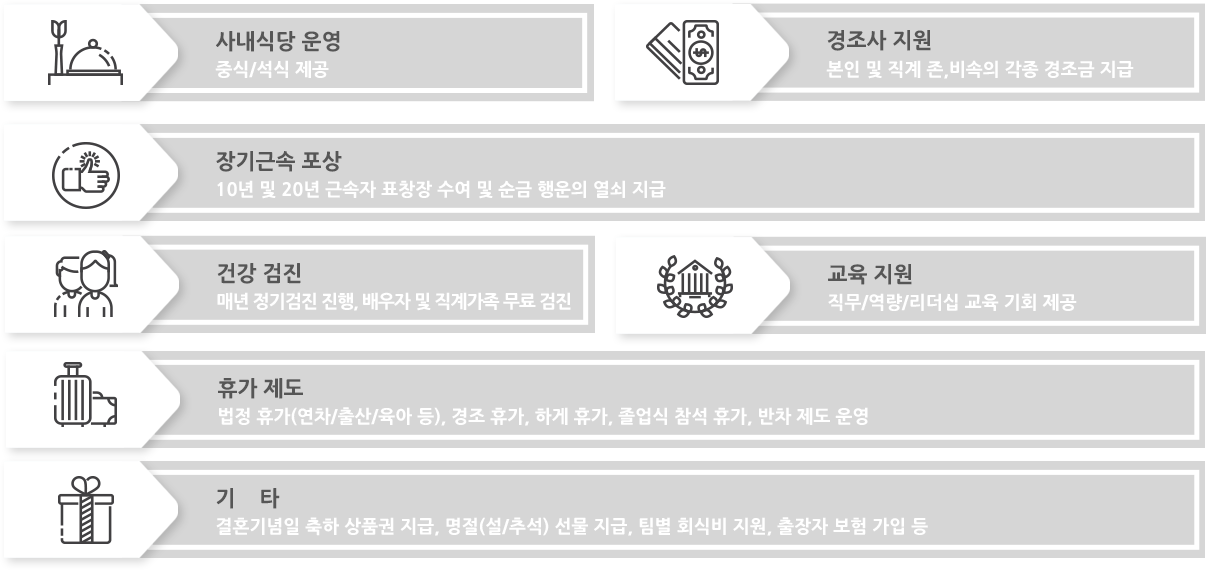 사내식당 운영
중식/석식 제공
경조사 지원
본인 및 직계 존,비속의 각종 경조금 지급
장기근속 포상
10년 및 20년 근속자 표창장 수여 및 순금 행운의 열쇠 지급
건강 검진
매년 정기검진 진행, 배우자 및 직계가족 무료 검진
교육 지원
직무/역량/리더십 교육 기회 제공
휴가 제도
법정 휴가(연차/출산/육아 등), 경조 휴가, 하게 휴가, 졸업식 참석 휴가, 반차 제도 운영
기 타
결혼기념일 축하 상품권 지급, 명절(설/추석) 선물 지급, 팀별 회식비 지원, 출장자 보험 가입 등